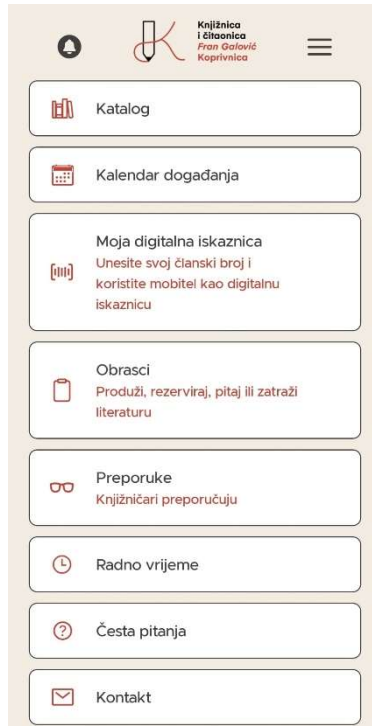 Knjižnica
i čitaonica
Fran Galović
Koprivnica
Katalog
Kalendar događanja
Moja digitalna iskaznica
Unesite svoj članski broj i
koristite mobitel kao digitalnu
iskaznicu
Obrasci
Produži, rezerviraj, pitaj ili zatraži
literaturu
Preporuke
Knjižničari preporučuju
Radno vrijeme
Česta pitanja
Kontakt